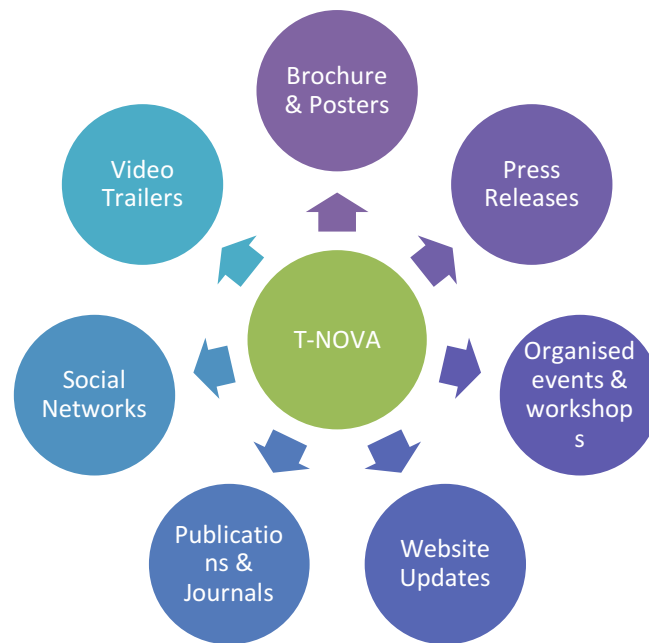 Brochure
& Posters
Press
Releases
Organised
events &
workshop
s
Website
Updates
Publicatio
ns &
Journals
Social
Networks
Video
Trailers
T-NOVA